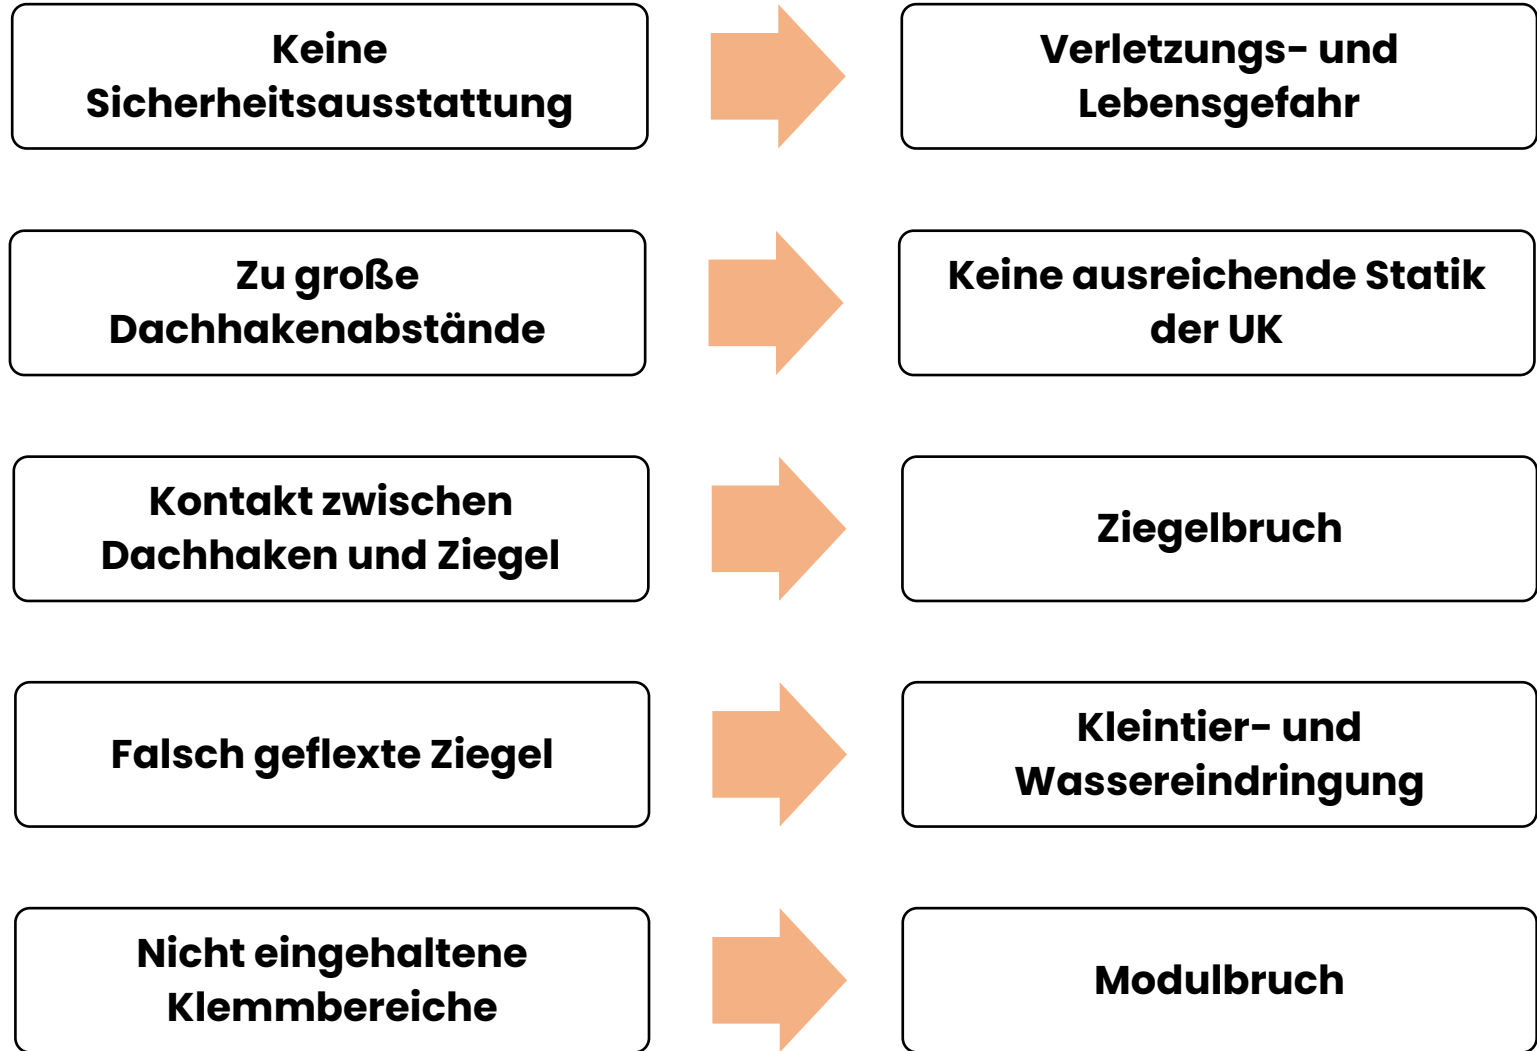 Keine
Sicherheitsausstattung
Verletzungs- und
Lebensgefahr
Zu große
Dachhakenabstände
Keine ausreichende Statik
der UK
Kontakt zwischen
Dachhaken und Ziegel
Ziegelbruch
Falsch geflexte Ziegel
Kleintier- und
Wassereindringung
Nicht eingehaltene
Klemmbereiche
Modulbruch